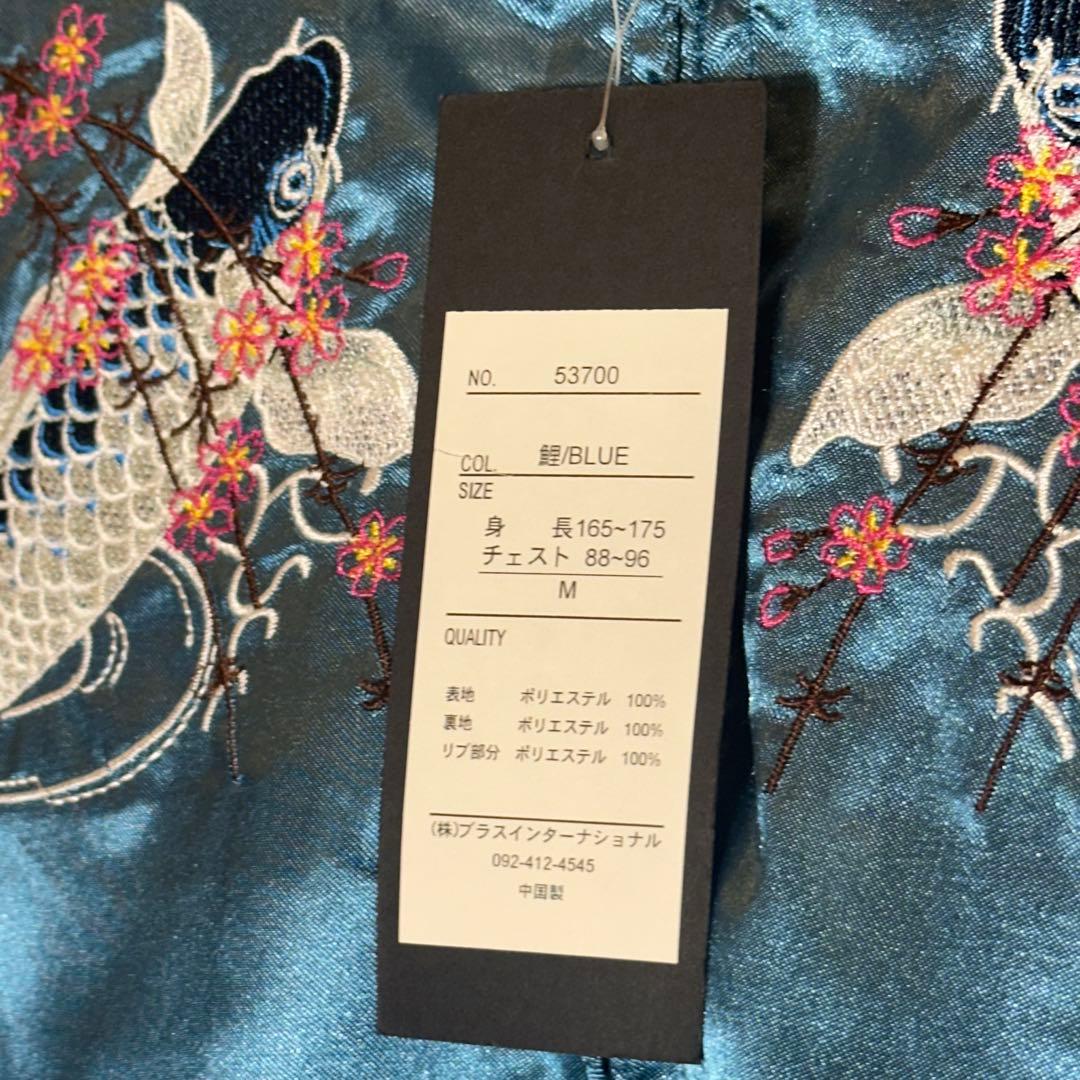 NO. 53700
COL. 鯉/BLUE
SIZE
身 長165~175
チェスト 88~96
M
QUALITY
表地 ポリエステル 100%
裏地 ポリエステル 100%
リブ部分 ポリエステル 100%
(株)プラスインターナショナル
092-412-4545
中国製